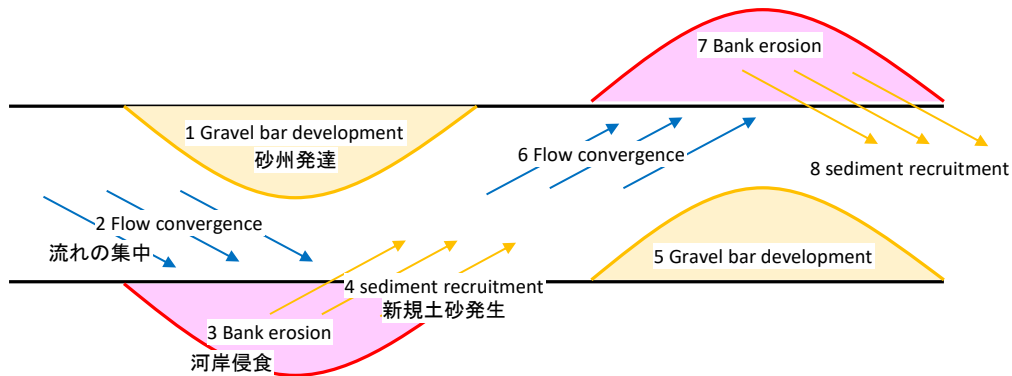 1 Gravel bar development
砂州発達
2 Flow convergence
流れの集中
3 Bank erosion
河岸侵食
4 sediment recruitment
新規土砂発生
5 Gravel bar development
6 Flow convergence
7 Bank erosion
8 sediment recruitment